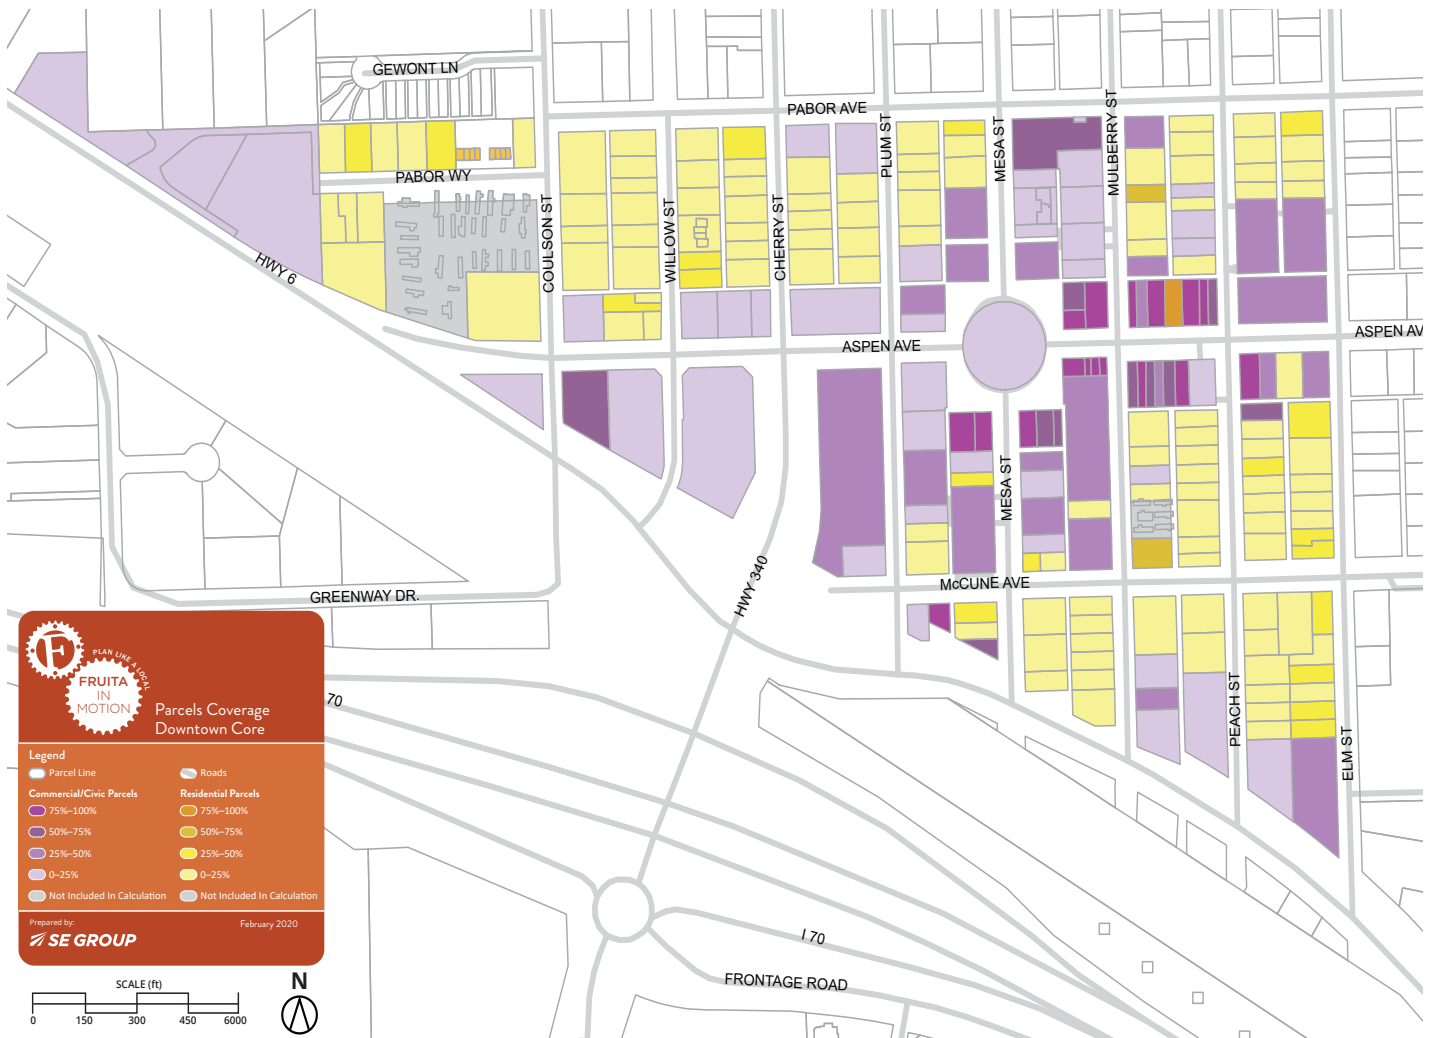 GEWONT LN
PABOR AVE
PABOR WY
HWY 6
COULSON ST
WILLOW ST
CHERRY ST
PLUM ST
MESA ST
MULBERRY ST
ASPEN AVE
ASPEN AV
MESA ST
McCUNE AVE
HWY 340
GREENWAY DR.
PEACH ST
ELM ST
70
I 70
FRONTAGE ROAD
F
PLAN LIKE A LOCAL
FRUITA
IN
MOTION
Parcels Coverage
Downtown Core
Legend
Parcel Line
Roads
Commercial/Civic Parcels
Residential Parcels
75%–100%
75%–100%
50%–75%
50%–75%
25%–50%
25%–50%
0–25%
0–25%
Not Included In Calculation
Not Included In Calculation
Prepared by:
February 2020
SE GROUP
SCALE (ft)
0 150 300 450 6000
N